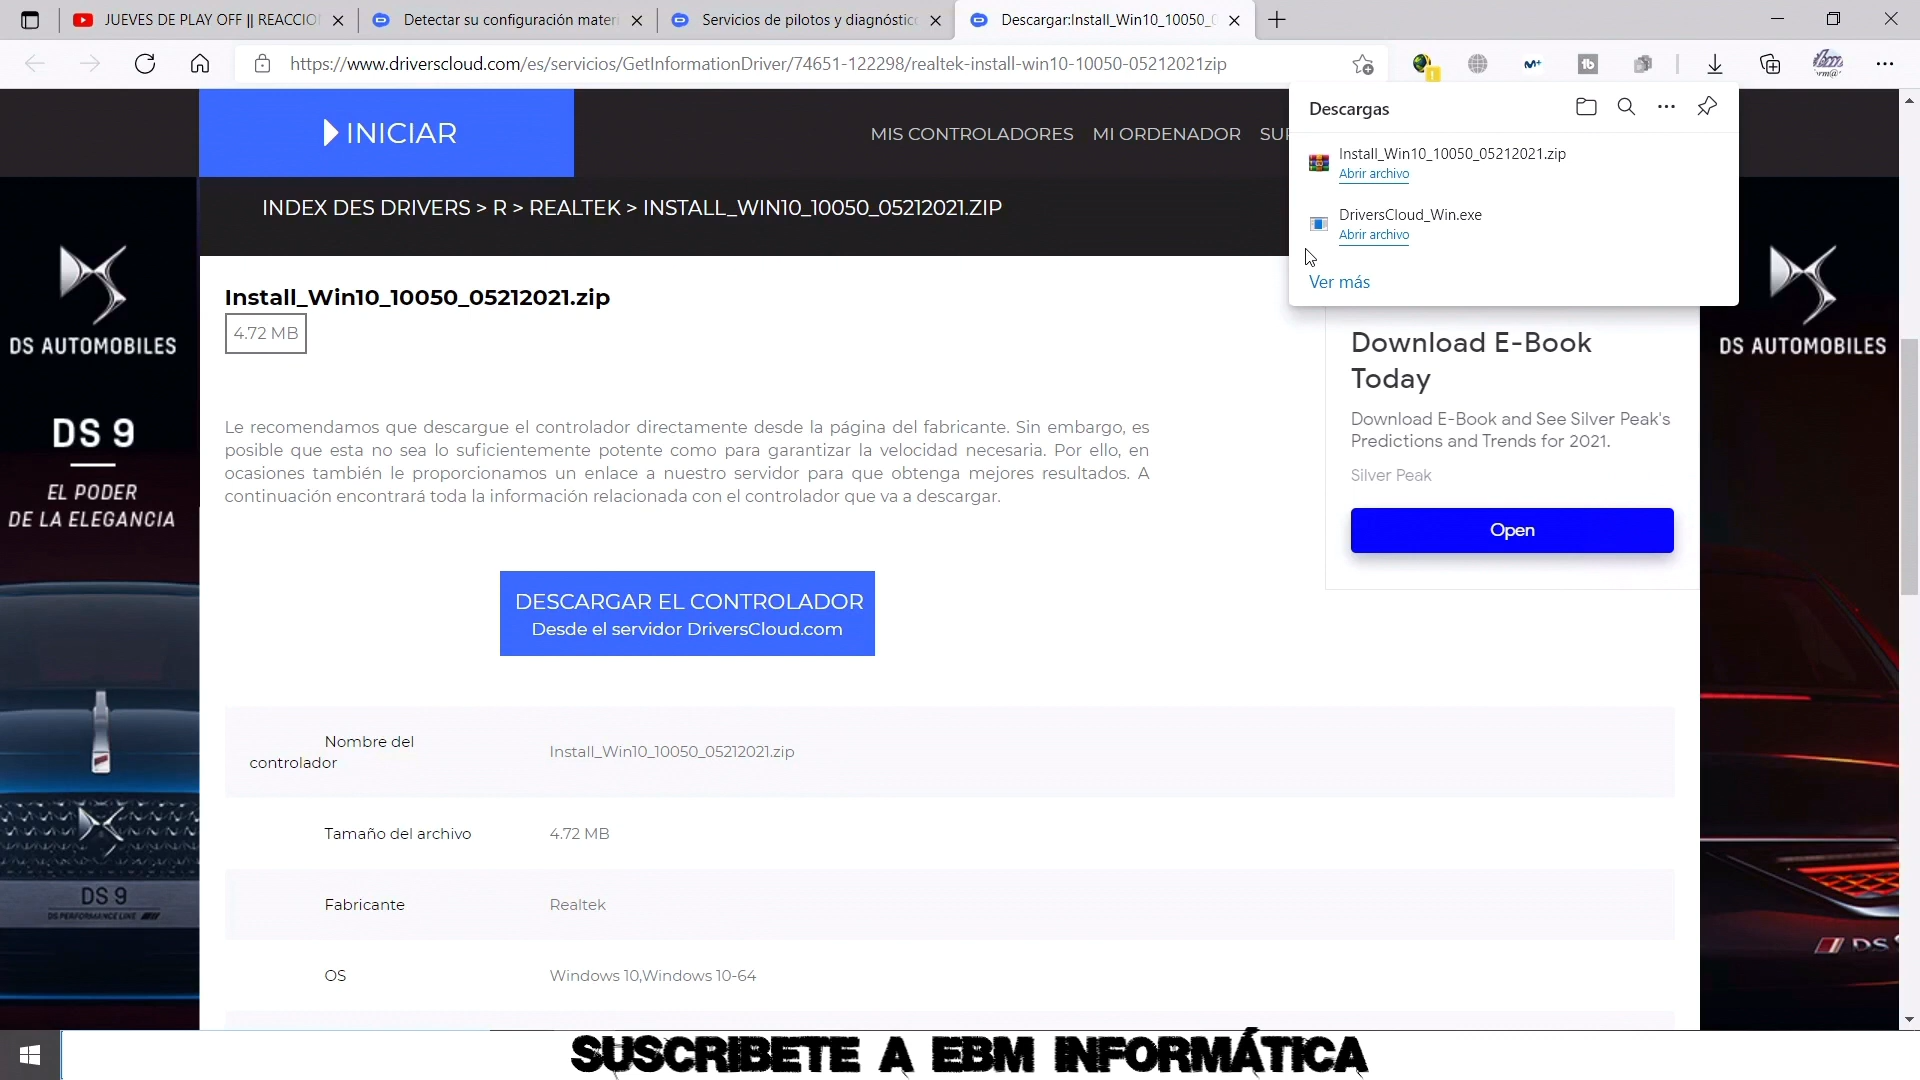 JUEVES DE PLAY OFF || REACCIO
Detectar su configuración materi
Servicios de pilotos y diagnóstic
Descargar:Install_Win10_10050_0
https://www.driverscloud.com/es/servicios/GetInformationDriver/74651-122298/realtek-install-win10-10050-05212021zip
INICIAR
MIS CONTROLADORES
MI ORDENADOR
SUP
Descargas
Install_Win10_10050_05212021.zip
Abrir archivo
DriversCloud_Win.exe
Abrir archivo
Ver más
INDEX DES DRIVERS > R > REALTEK > INSTALL_WIN10_10050_05212021.ZIP
Install_Win10_10050_05212021.zip
4.72 MB
Le recomendamos que descargue el controlador directamente desde la página del fabricante. Sin embargo, es
posible que esta no sea lo suficientemente potente como para garantizar la velocidad necesaria. Por ello, en
ocasiones también le proporcionamos un enlace a nuestro servidor para que obtenga mejores resultados. A
continuación encontrará toda la información relacionada con el controlador que va a descargar.
DESCARGAR EL CONTROLADOR
Desde el servidor DriversCloud.com
Nombre del
controlador
Install_Win10_10050_05212021.zip
Tamaño del archivo
4.72 MB
Fabricante
Realtek
OS
Windows 10,Windows 10-64
Download E-Book
Today
Download E-Book and See Silver Peak's
Predictions and Trends for 2021.
Silver Peak
Open
DS AUTOMOBILES
DS 9
EL PODER
DE LA ELEGANCIA
DS 9
DS PERFORMANCE LINE
DS AUTOMOBILES
DS
SUSCRIBETE A EBM INFORMÁTICA